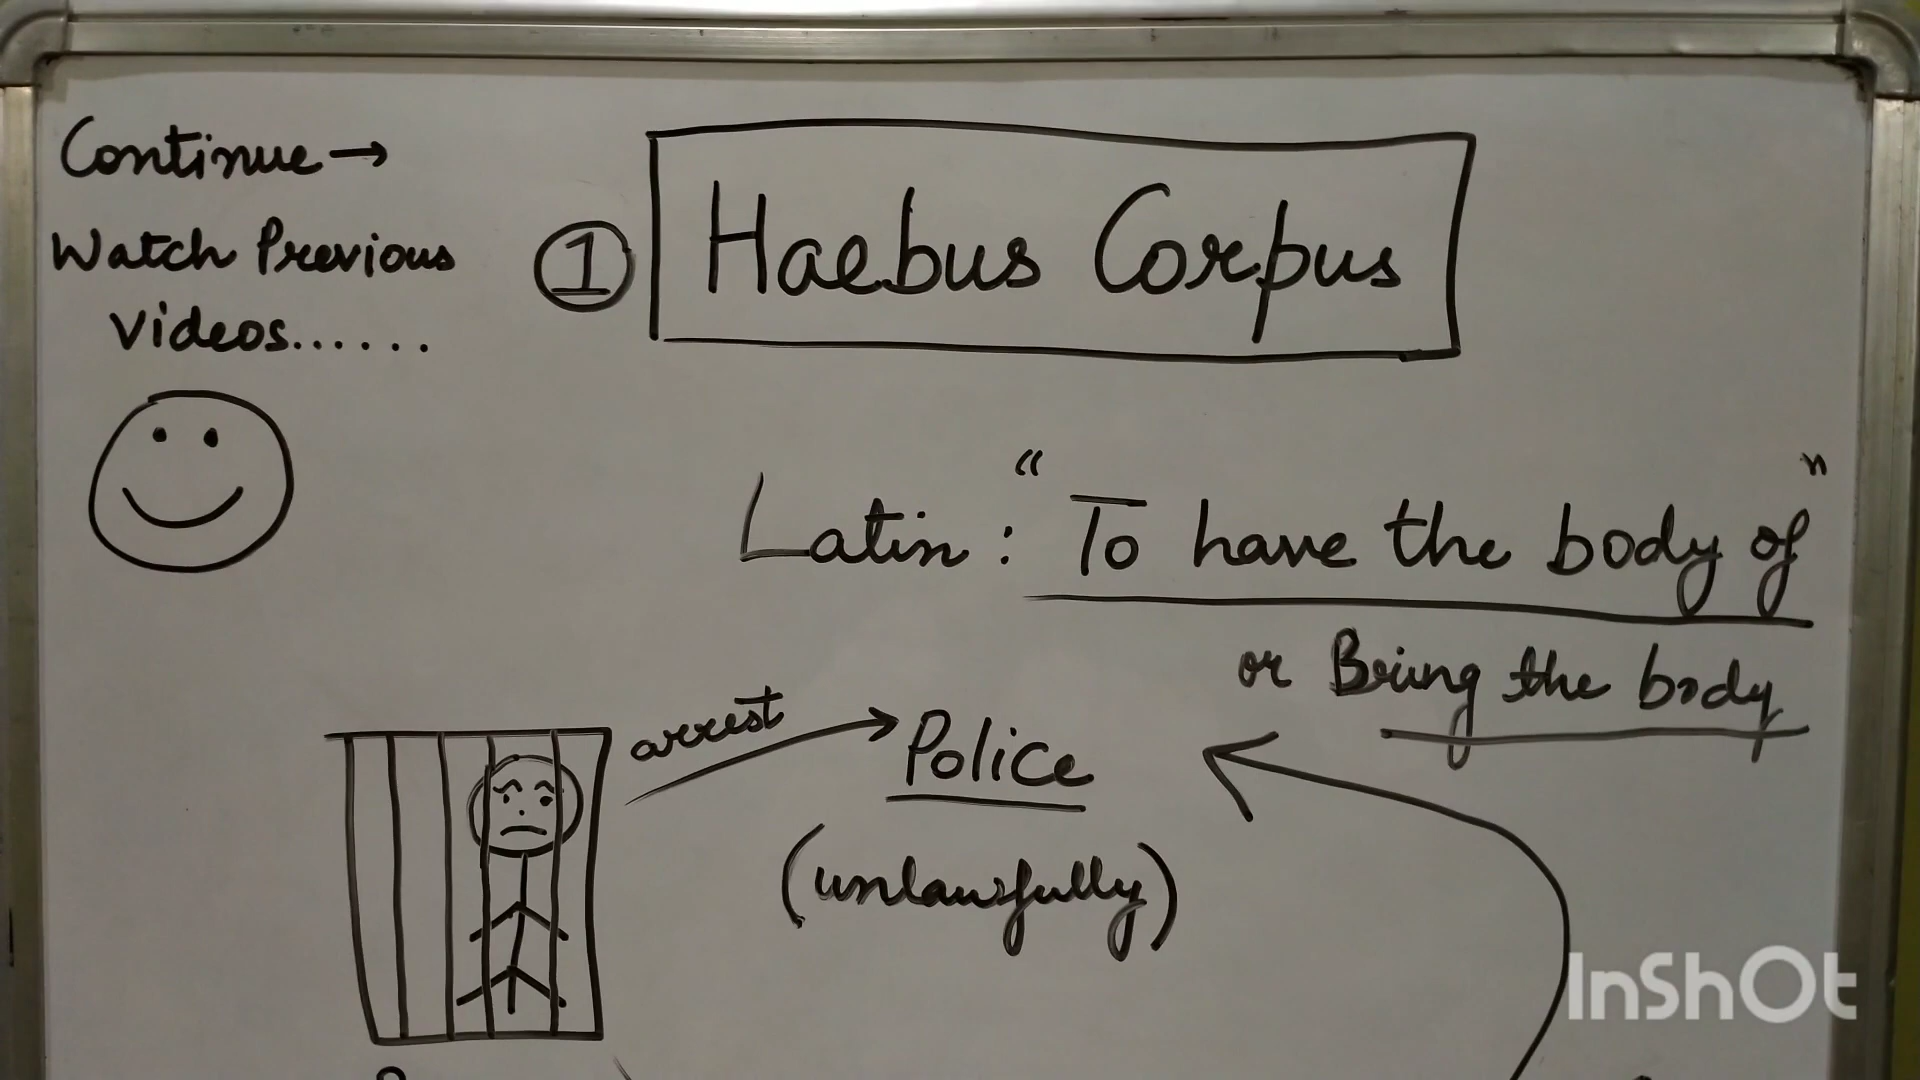 Continue →
Watch Previous
videos......
① Haebus Corpus
Latin : “To have the body of”
or Bring the body
arrest
Police
(unlawfully)
InShOt